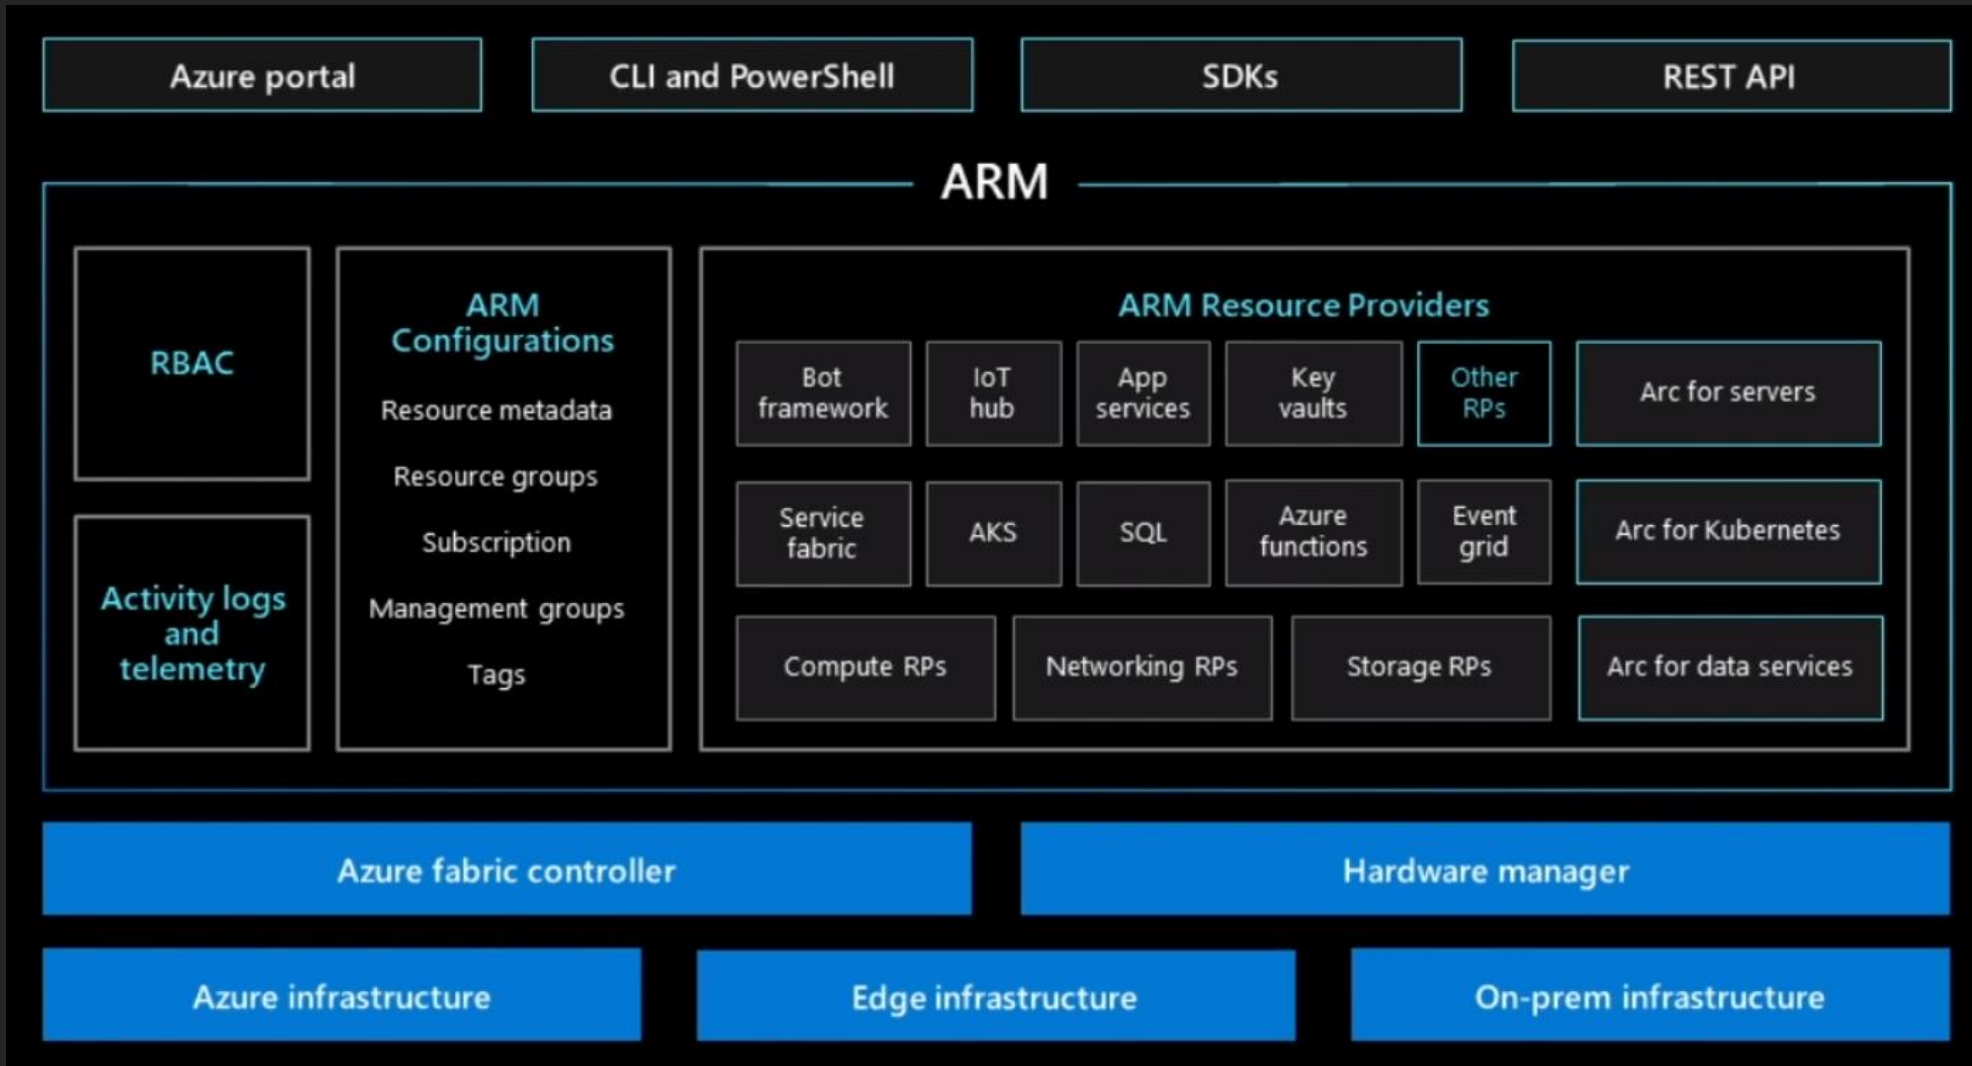 Azure portal
CLI and PowerShell
SDKs
REST API
ARM
RBAC
Activity logs
and
telemetry
ARM
Configurations
Resource metadata
Resource groups
Subscription
Management groups
Tags
ARM Resource Providers
Bot
framework
IoT
hub
App
services
Key
vaults
Other
RPs
Arc for servers
Service
fabric
AKS
SQL
Azure
functions
Event
grid
Arc for Kubernetes
Compute RPs
Networking RPs
Storage RPs
Arc for data services
Azure fabric controller
Hardware manager
Azure infrastructure
Edge infrastructure
On-prem infrastructure